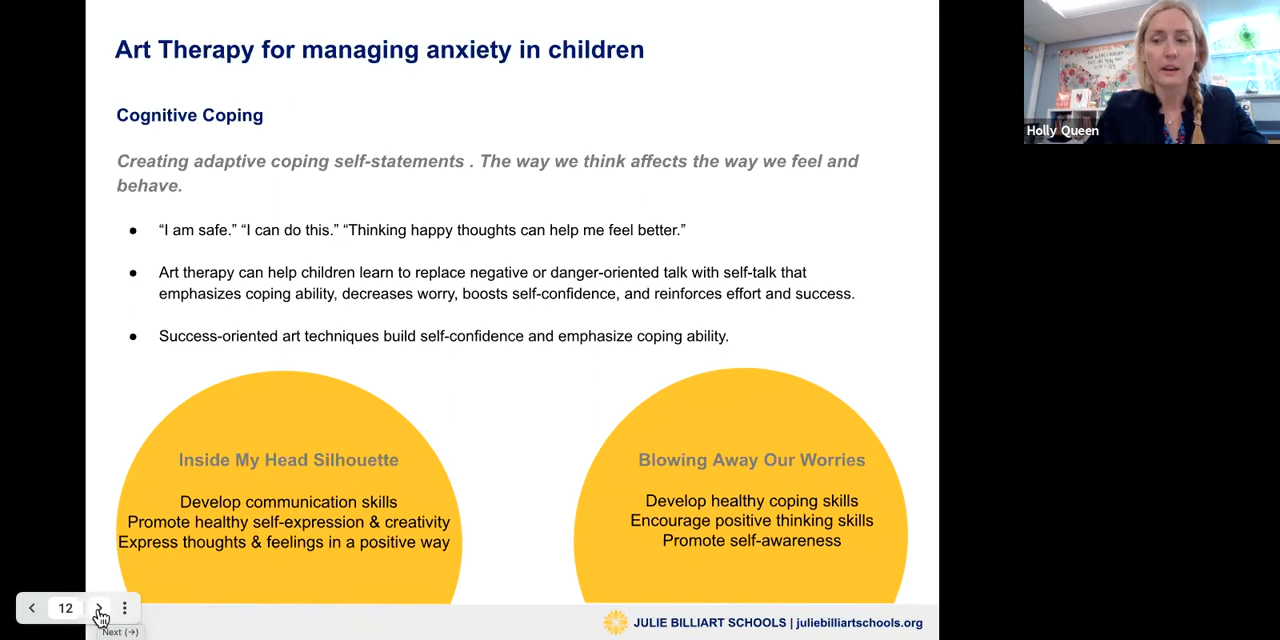 Art Therapy for managing anxiety in children
Cognitive Coping
Creating adaptive coping self-statements . The way we think affects the way we feel and
behave.
● “I am safe.” “I can do this.” “Thinking happy thoughts can help me feel better.”
● Art therapy can help children learn to replace negative or danger-oriented talk with self-talk that
emphasizes coping ability, decreases worry, boosts self-confidence, and reinforces effort and success.
● Success-oriented art techniques build self-confidence and emphasize coping ability.
Inside My Head Silhouette
Develop communication skills
Promote healthy self-expression & creativity
Express thoughts & feelings in a positive way
Blowing Away Our Worries
Develop healthy coping skills
Encourage positive thinking skills
Promote self-awareness
12
Next (→)
JULIE BILLIART SCHOOLS | juliebilliartschools.org
Holly Queen